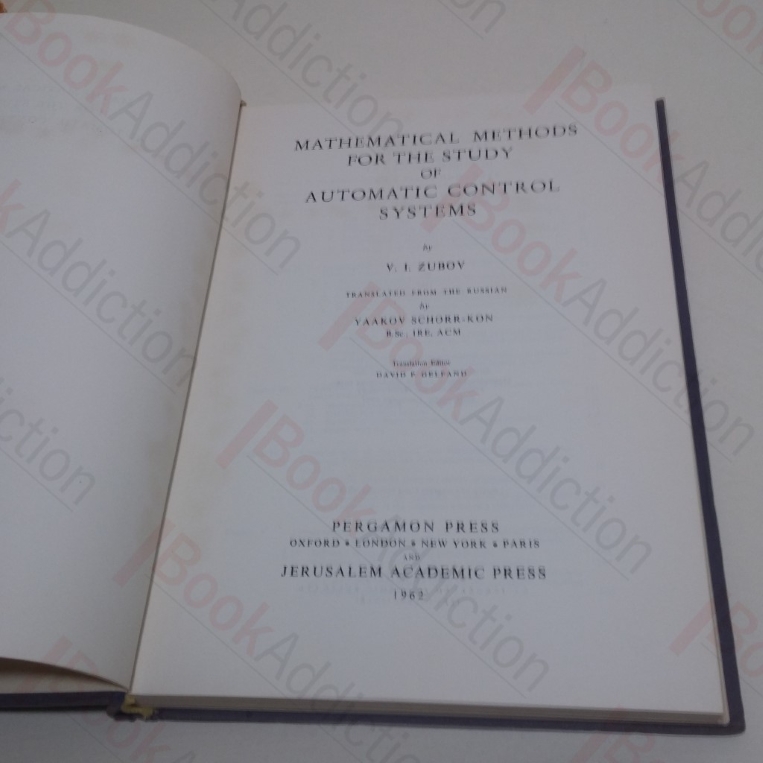 MATHEMATICAL METHODS
FOR THE STUDY
OF
AUTOMATIC CONTROL
SYSTEMS
by
V. I. ZUBOV
TRANSLATED FROM THE RUSSIAN
by
YAAKOV SCHORR-KON
B.Sc., IRE, ACM
Translation Editor
DAVID P. GELFAND
PERGAMON PRESS
OXFORD • LONDON • NEW YORK • PARIS
AND
JERUSALEM ACADEMIC PRESS
1962
BookAddiction